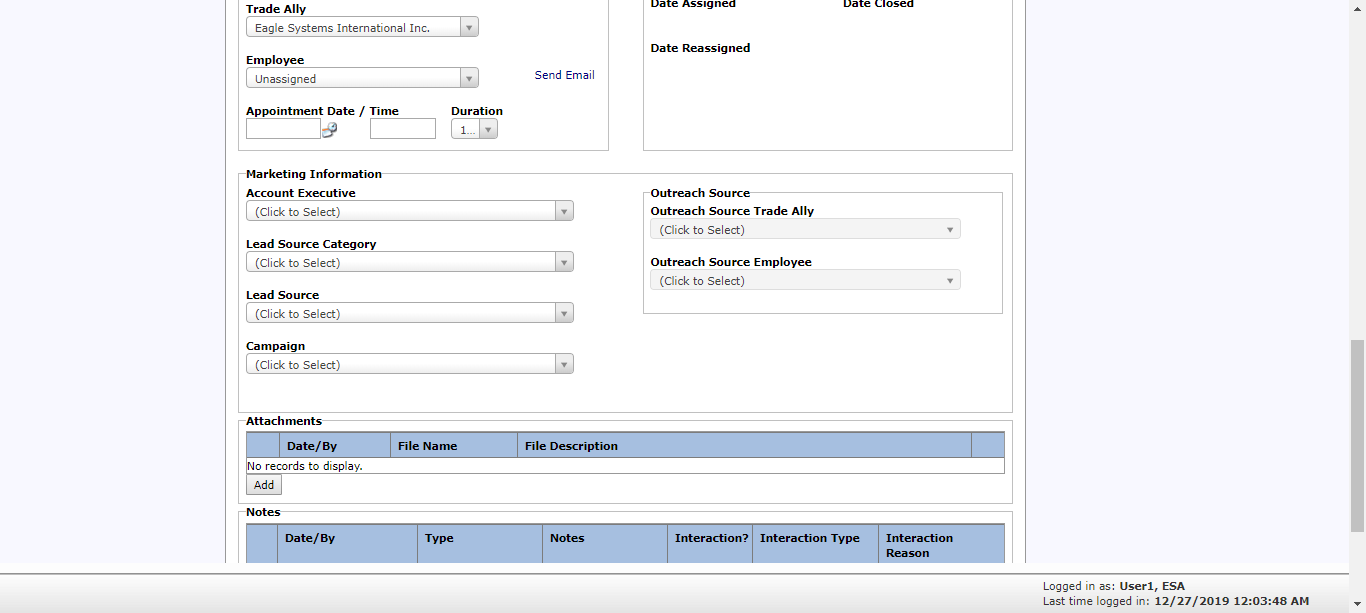 Trade Ally
Eagle Systems International Inc.
Employee
Unassigned
Send Email
Appointment Date / Time
Duration
1...
Date Assigned
Date Closed
Date Reassigned
Marketing Information
Account Executive
(Click to Select)
Lead Source Category
(Click to Select)
Lead Source
(Click to Select)
Campaign
(Click to Select)
Outreach Source
Outreach Source Trade Ally
(Click to Select)
Outreach Source Employee
(Click to Select)
Attachments
Date/By
File Name
File Description
No records to display.
Add
Notes
Date/By
Type
Notes
Interaction?
Interaction Type
Interaction
Reason
Logged in as: User1, ESA
Last time logged in: 12/27/2019 12:03:48 AM